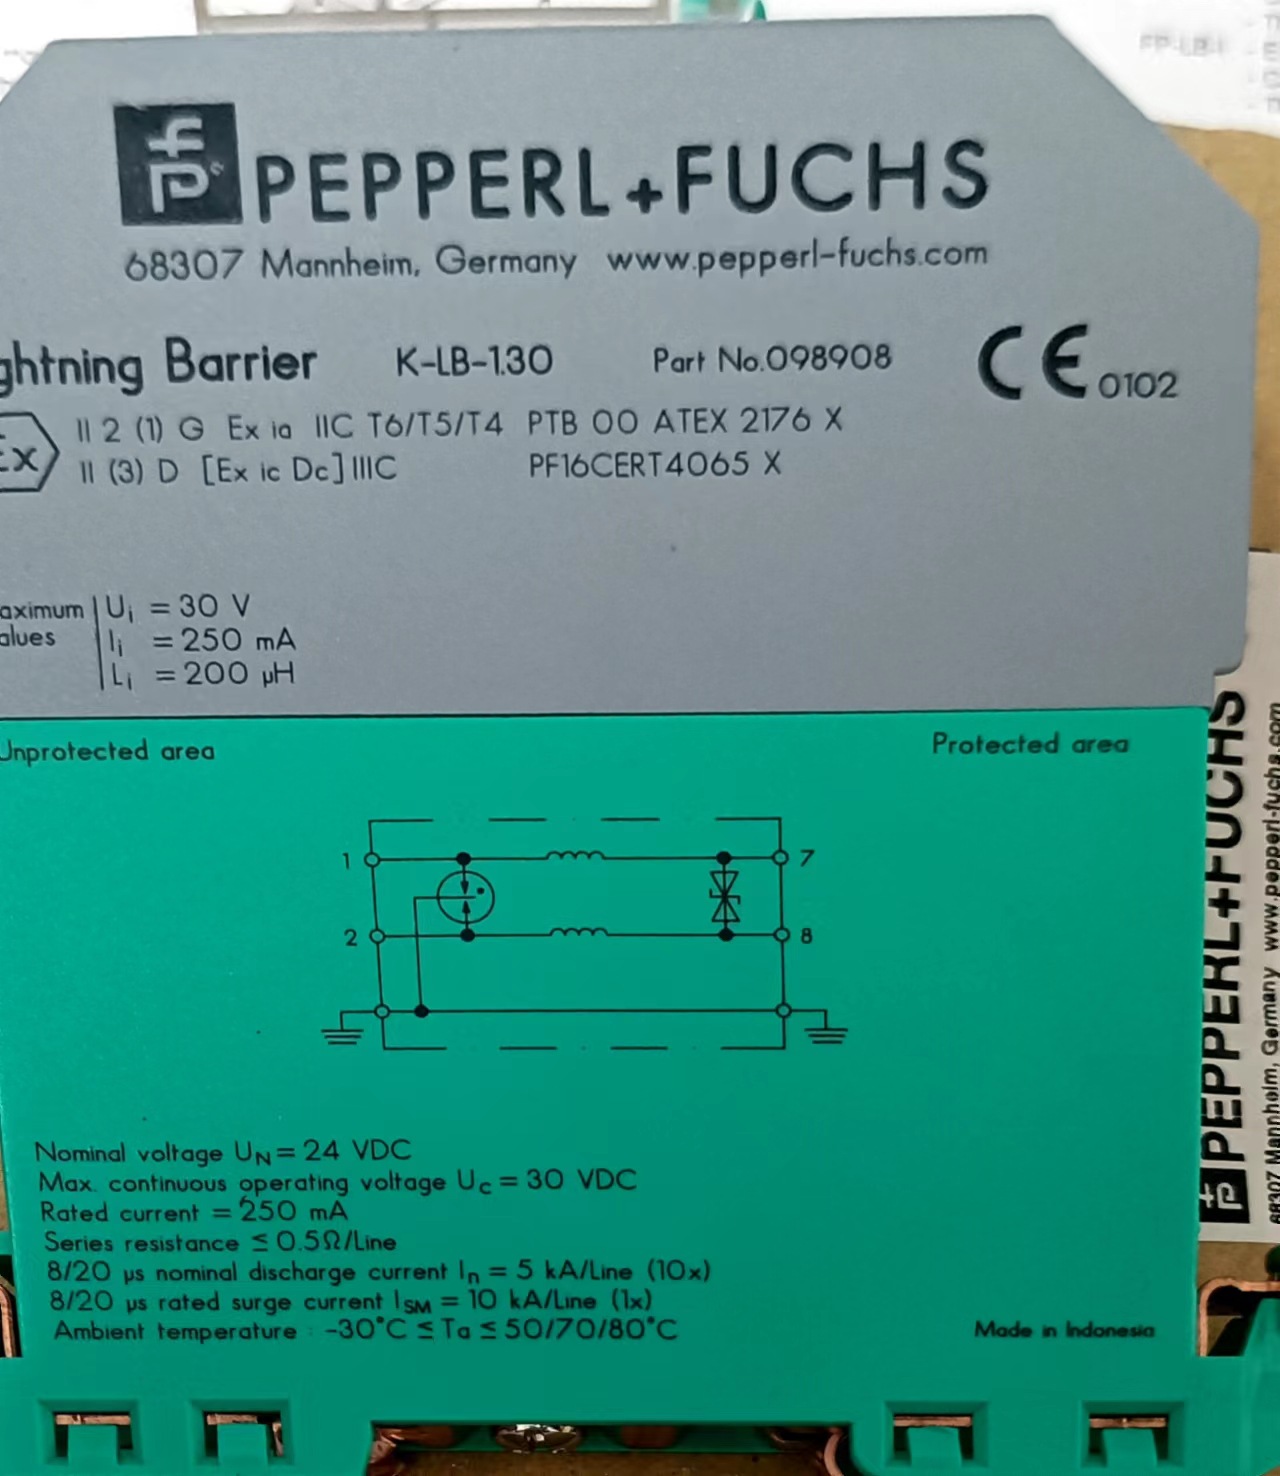 PEPPERL+FUCHS
68307 Mannheim, Germany www.pepperl-fuchs.com
ghtning Barrier K-LB-1.30 Part No.098908 CE 0102
Ex II 2 (1) G Ex ia IIC T6/T5/T4 PTB 00 ATEX 2176 X
II (3) D [Ex ic Dc] IIIC PF16CERT4065 X
aximum Ui = 30 V
alues Ii = 250 mA
Li = 200 µH
Unprotected area Protected area
1 7
2 8
Nominal voltage UN = 24 VDC
Max. continuous operating voltage Uc = 30 VDC
Rated current = 250 mA
Series resistance ≤ 0.5Ω/Line
8/20 µs nominal discharge current In = 5 kA/Line (10x)
8/20 µs rated surge current ISM = 10 kA/Line (1x)
Ambient temperature : -30°C ≤ Ta ≤ 50/70/80°C
Made in Indonesia
PEPPERL+FUCHS
68307 Mannheim, Germany www.pepperl-fuchs.com